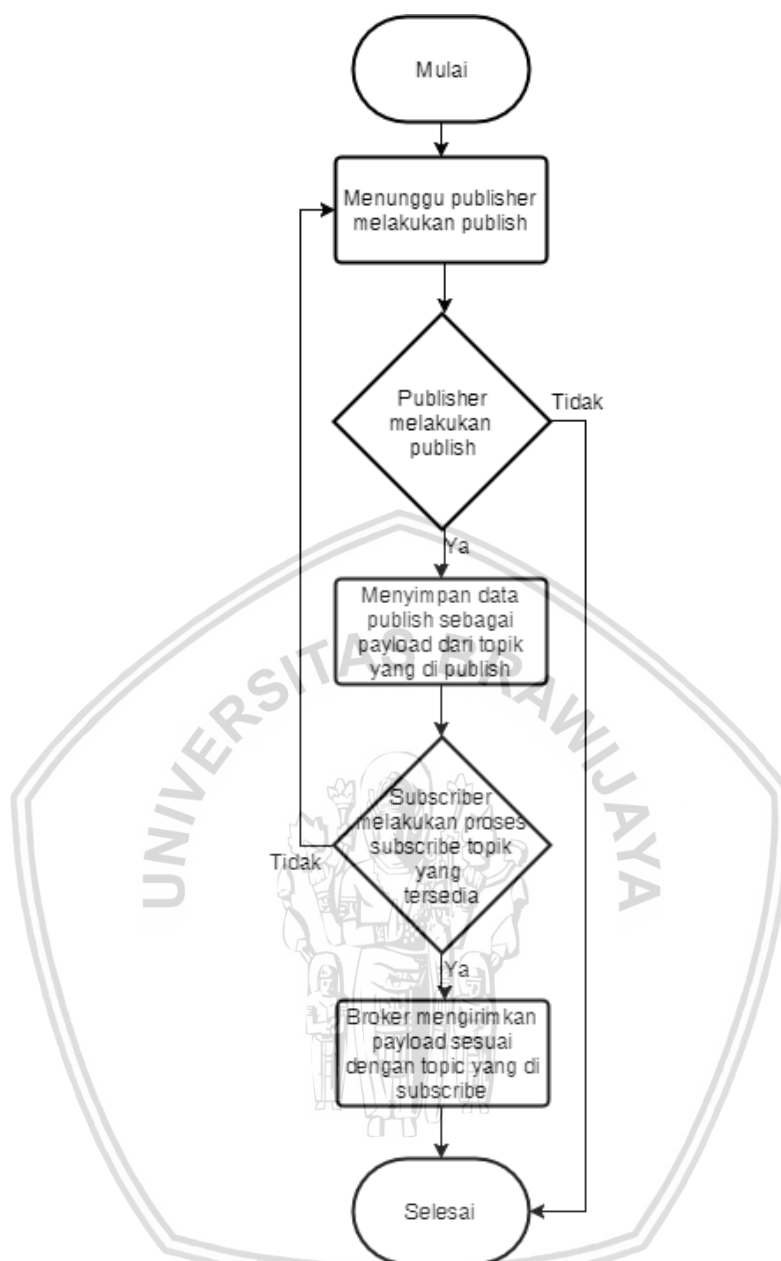 Mulai
Menunggu publisher
melakukan publish
Publisher
melakukan
publish
Tidak
Ya
Menyimpan data
publish sebagai
payload dari topik
yang di publish
UNIVERSITAS BRAWIJAYA
Subscriber
melakukan proses
subscribe topik
yang
tersedia
Tidak
Ya
Broker mengirimkan
payload sesuai
dengan topic yang di
subscribe
Selesai